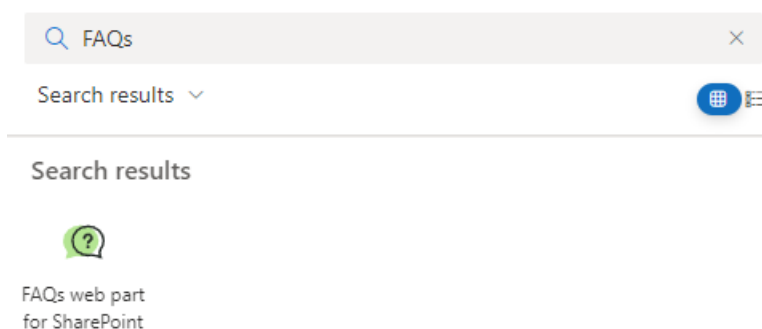 FAQs
Search results
Search results
?
FAQs web part
for SharePoint